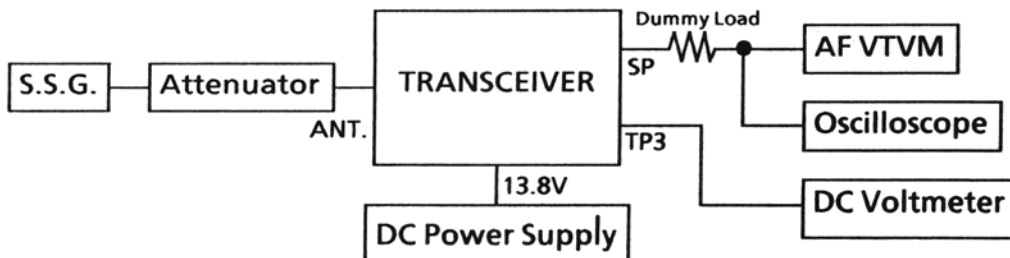 Dummy Load
AF VTVM
SP
S.S.G.
Attenuator
TRANSCEIVER
ANT.
Oscilloscope
TP3
13.8V
DC Voltmeter
DC Power Supply